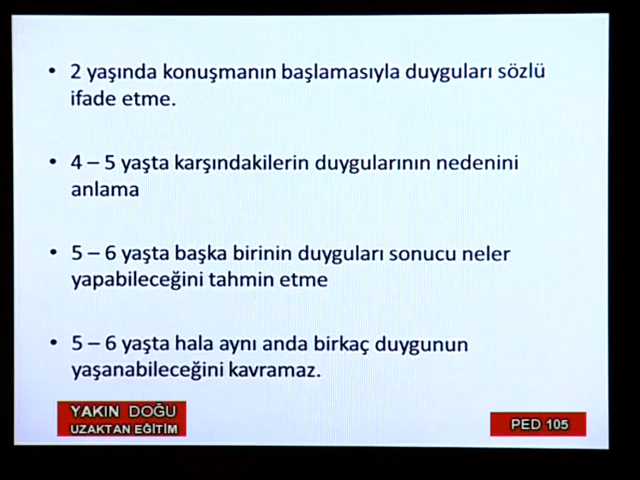 • 2 yaşında konuşmanın başlamasıyla duyguları sözlü
ifade etme.
• 4 – 5 yaşta karşındakilerin duygularının nedenini
anlama
• 5 – 6 yaşta başka birinin duyguları sonucu neler
yapabileceğini tahmin etme
• 5 – 6 yaşta hala aynı anda birkaç duygunun
yaşanabileceğini kavramaz.
YAKIN DOĞU
UZAKTAN EĞİTİM
PED 105